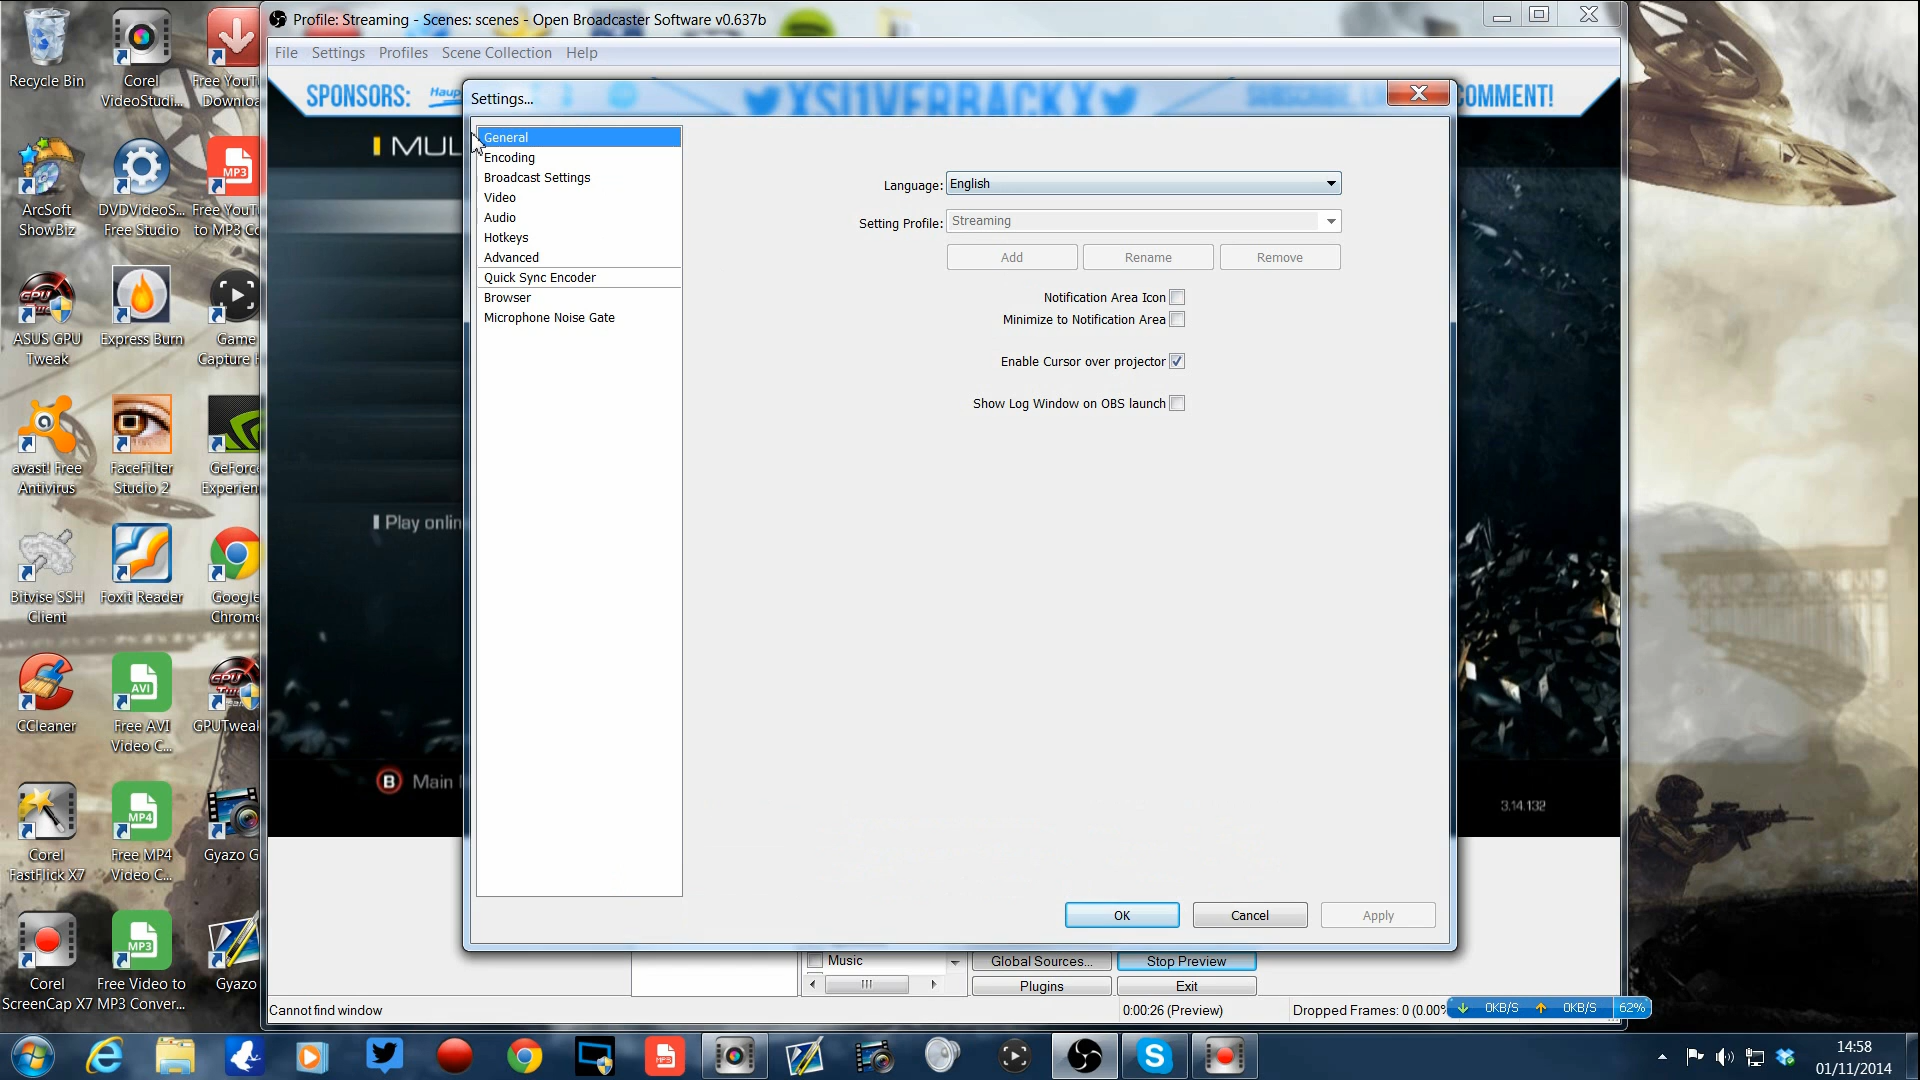 Profile: Streaming - Scenes: scenes - Open Broadcaster Software v0.637b
File Settings Profiles Scene Collection Help
SPONSORS: Haup
XSI1VERBACKX
COMMENT!
Settings...
General
Encoding
Broadcast Settings
Video
Audio
Hotkeys
Advanced
Quick Sync Encoder
Browser
Microphone Noise Gate
Language: English
Setting Profile: Streaming
Add Rename Remove
Notification Area Icon
Minimize to Notification Area
Enable Cursor over projector
Show Log Window on OBS launch
OK Cancel Apply
MUL
Play onlin
B Main
3.14.132
Music
Global Sources... Stop Preview
Plugins Exit
Cannot find window 0:00:26 (Preview) Dropped Frames: 0 (0.00%
0KB/S 0KB/S 62%
Recycle Bin
Corel
VideoStudi...
Free YouT
Downloa
ArcSoft
ShowBiz
DVDVideoS...
Free Studio
MP3
Free YouT
to MP3 Co
GPU
ASUS GPU
Tweak
Express Burn
Game
Capture H
avast! Free
Antivirus
FaceFilter
Studio 2
GeForce
Experien
Bitvise SSH
Client
Foxit Reader
Google
Chrome
CCleaner
AVI
Free AVI
Video C...
GPUTweak
Corel
FastFlick X7
MP4
Free MP4
Video C...
Gyazo G
Corel
ScreenCap X7
MP3
Free Video to
MP3 Conver...
Gyazo
MP3
14:58
01/11/2014